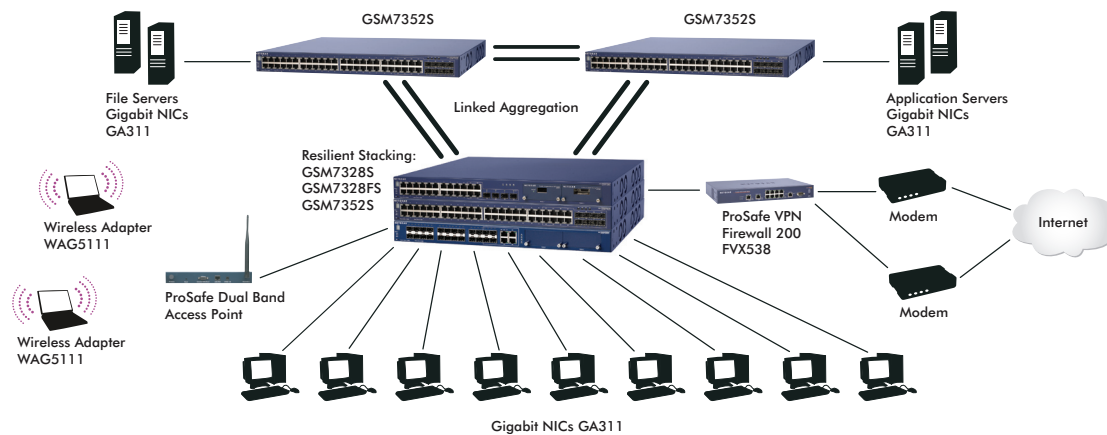 GSM7352S
GSM7352S
File Servers
Gigabit NICs
GA311
Linked Aggregation
Application Servers
Gigabit NICs
GA311
Resilient Stacking:
GSM7328S
GSM7328FS
GSM7352S
Wireless Adapter
WAG5111
ProSafe VPN
Firewall 200
FVX538
Modem
Internet
ProSafe Dual Band
Access Point
Modem
Wireless Adapter
WAG5111
Gigabit NICs GA311